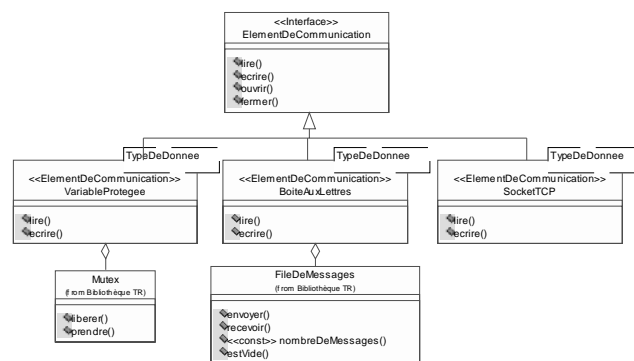 <<Interface>>
ElementDeCommunication
lire()
ecrire()
ouvrir()
fermer()
TypeDeDonnee
<<ElementDeCommunication>>
VariableProtegee
lire()
ecrire()
TypeDeDonnee
<<ElementDeCommunication>>
BoiteAuxLettres
lire()
ecrire()
TypeDeDonnee
<<ElementDeCommunication>>
SocketTCP
lire()
ecrire()
Mutex
(from Bibliothèque TR)
liberer()
prendre()
FileDeMessages
(from Bibliothèque TR)
envoyer()
recevoir()
<<const>> nombreDeMessages()
estVide()